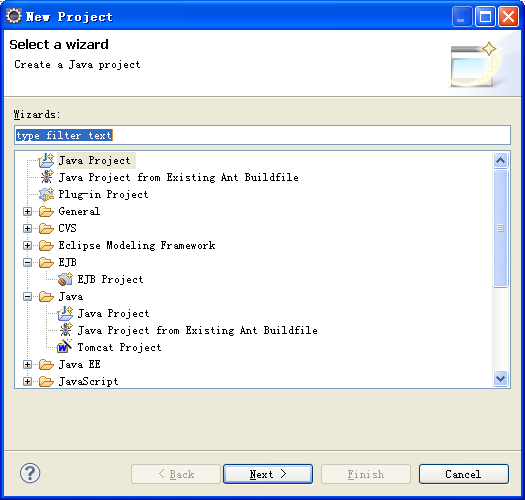 New Project
Select a wizard
Create a Java project
Wizards:
type filter text
Java Project
Java Project from Existing Ant Buildfile
Plug-in Project
General
CVS
Eclipse Modeling Framework
EJB
EJB Project
Java
Java Project
Java Project from Existing Ant Buildfile
Tomcat Project
Java EE
JavaScript
? < Back Next > Finish Cancel